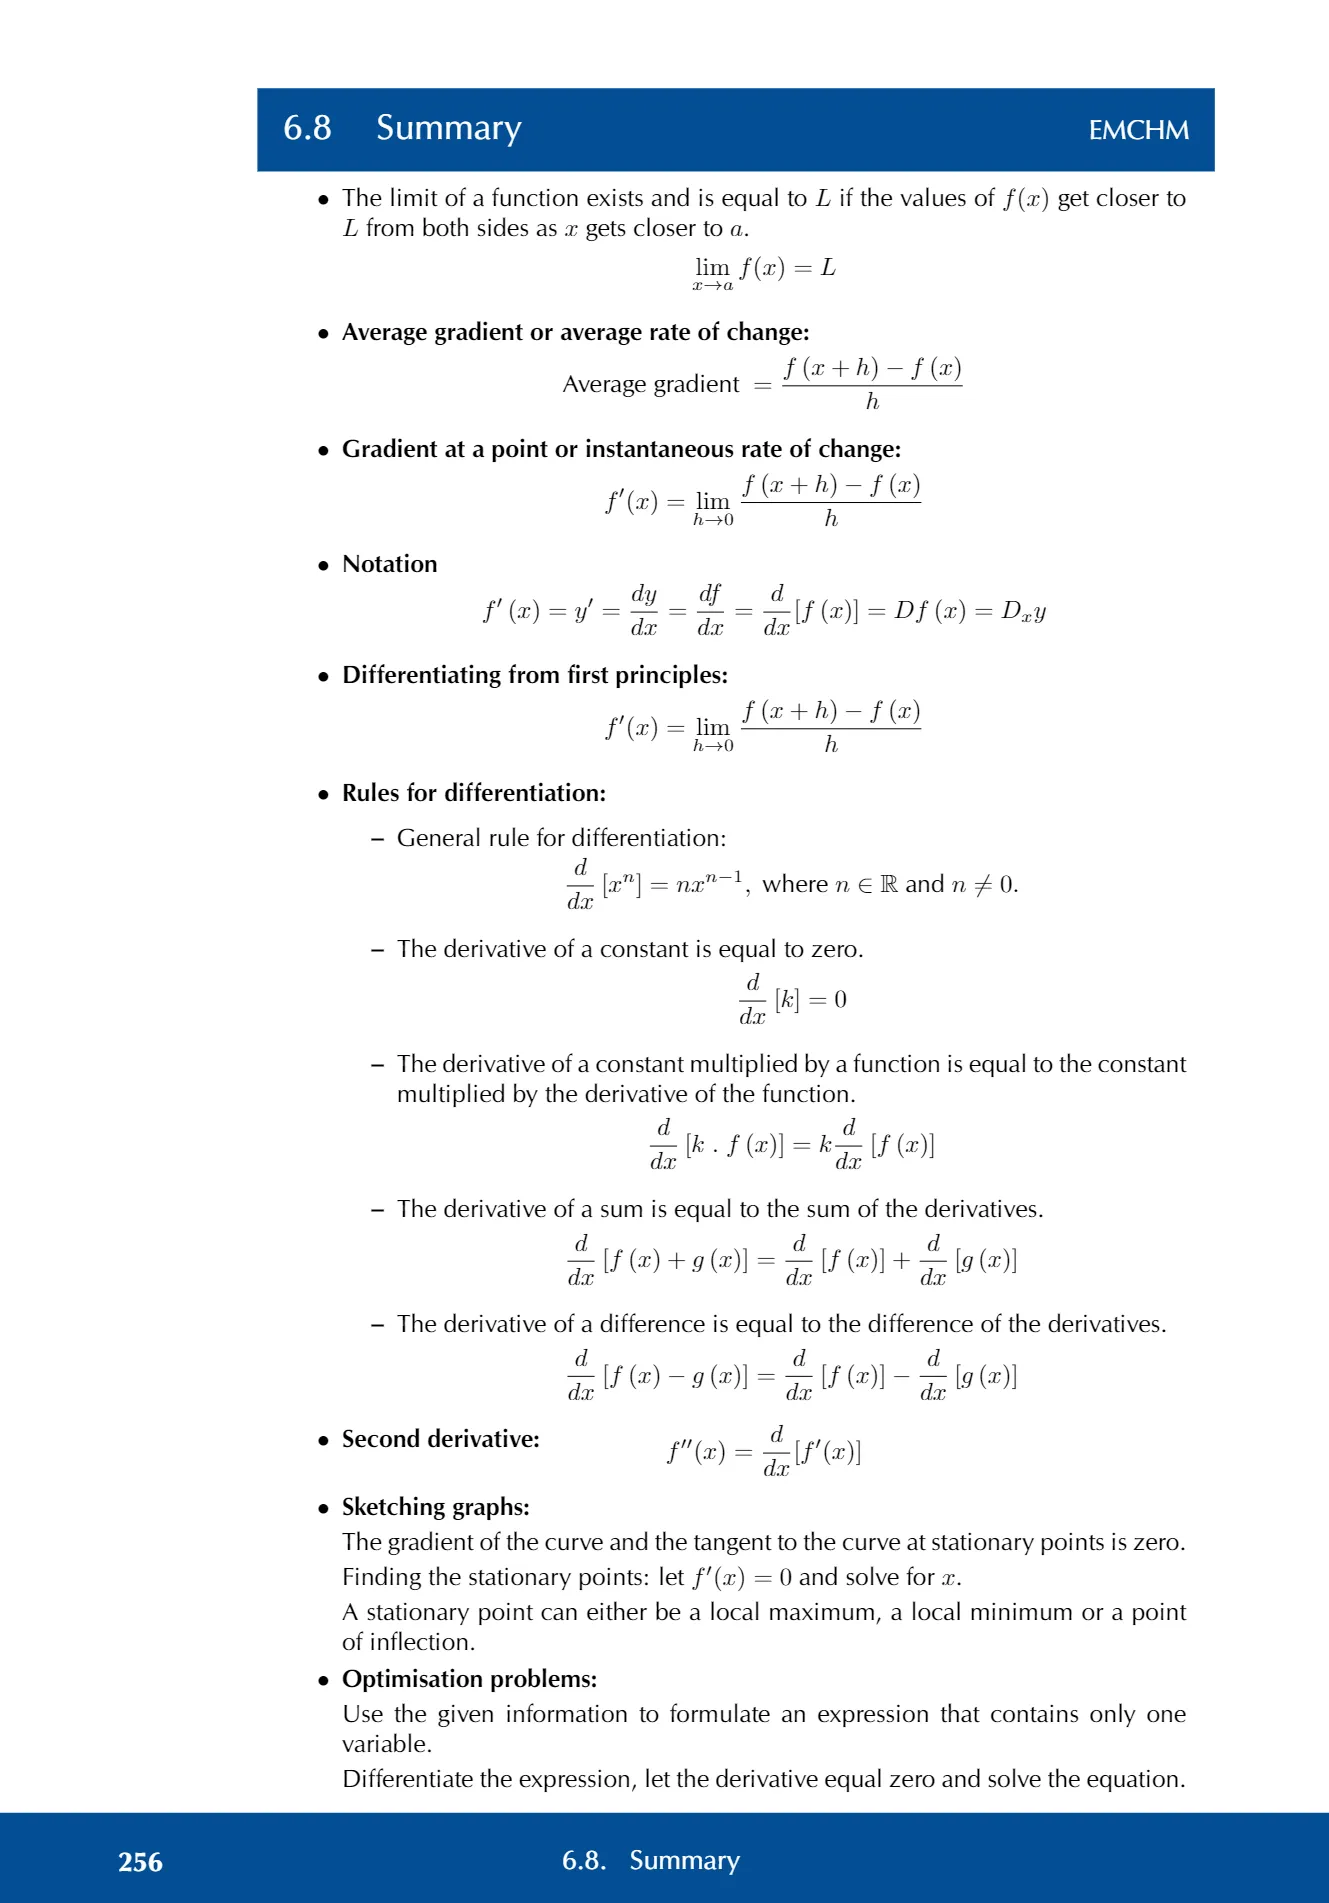 6.8 Summary EMCHM
• The limit of a function exists and is equal to L if the values of f(x) get closer to
L from both sides as x gets closer to a.
lim_{x→a} f(x) = L
• Average gradient or average rate of change:
Average gradient = \frac{f (x + h) − f (x)}{h}
• Gradient at a point or instantaneous rate of change:
f′(x) = lim_{h→0} \frac{f (x + h) − f (x)}{h}
• Notation
f′ (x) = y′ = \frac{dy}{dx} = \frac{df}{dx} = \frac{d}{dx}[f (x)] = Df (x) = D_x y
• Differentiating from first principles:
f′(x) = lim_{h→0} \frac{f (x + h) − f (x)}{h}
• Rules for differentiation:
– General rule for differentiation:
\frac{d}{dx} [x^n] = nx^{n−1}, where n ∈ ℝ and n ≠ 0.
– The derivative of a constant is equal to zero.
\frac{d}{dx} [k] = 0
– The derivative of a constant multiplied by a function is equal to the constant
multiplied by the derivative of the function.
\frac{d}{dx} [k . f (x)] = k\frac{d}{dx} [f (x)]
– The derivative of a sum is equal to the sum of the derivatives.
\frac{d}{dx} [f (x) + g (x)] = \frac{d}{dx} [f (x)] + \frac{d}{dx} [g (x)]
– The derivative of a difference is equal to the difference of the derivatives.
\frac{d}{dx} [f (x) − g (x)] = \frac{d}{dx} [f (x)] − \frac{d}{dx} [g (x)]
• Second derivative: f″(x) = \frac{d}{dx}[f′(x)]
• Sketching graphs:
The gradient of the curve and the tangent to the curve at stationary points is zero.
Finding the stationary points: let f′(x) = 0 and solve for x.
A stationary point can either be a local maximum, a local minimum or a point
of inflection.
• Optimisation problems:
Use the given information to formulate an expression that contains only one
variable.
Differentiate the expression, let the derivative equal zero and solve the equation.
256 6.8. Summary